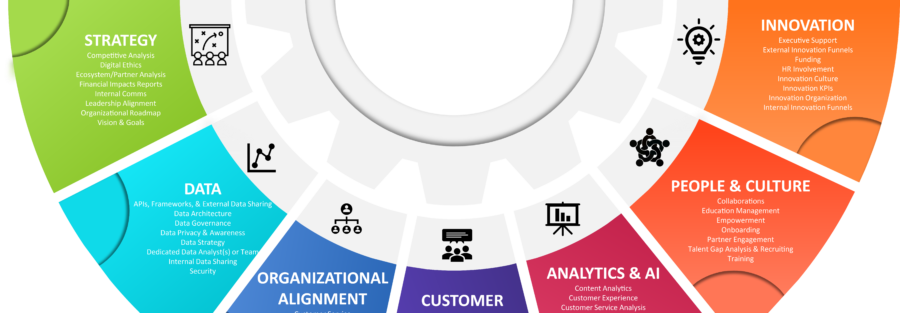 STRATEGY
Competitive Analysis
Digital Ethics
Ecosystem/Partner Analysis
Financial Impacts Reports
Internal Comms
Leadership Alignment
Organizational Roadmap
Vision & Goals
DATA
APIs, Frameworks, & External Data Sharing
Data Architecture
Data Governance
Data Privacy & Awareness
Data Strategy
Dedicated Data Analyst(s) or Team
Internal Data Sharing
Security
ORGANIZATIONAL
ALIGNMENT
Customer Service
CUSTOMER
ANALYTICS & AI
Content Analytics
Customer Experience
Customer Service Analysis
PEOPLE & CULTURE
Collaborations
Education Management
Empowerment
Onboarding
Partner Engagement
Talent Gap Analysis & Recruiting
Training
INNOVATION
Executive Support
External Innovation Funnels
Funding
HR Involvement
Innovation Culture
Innovation KPIs
Innovation Organization
Internal Innovation Funnels